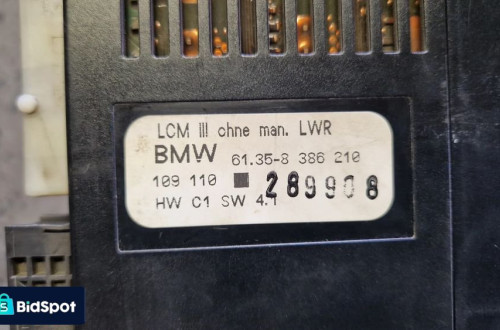 LCM III ohne man. LWR
BMW 61.35-8 386 210
109 110 ■ 289908
HW C1 SW 4.1
BidSpot